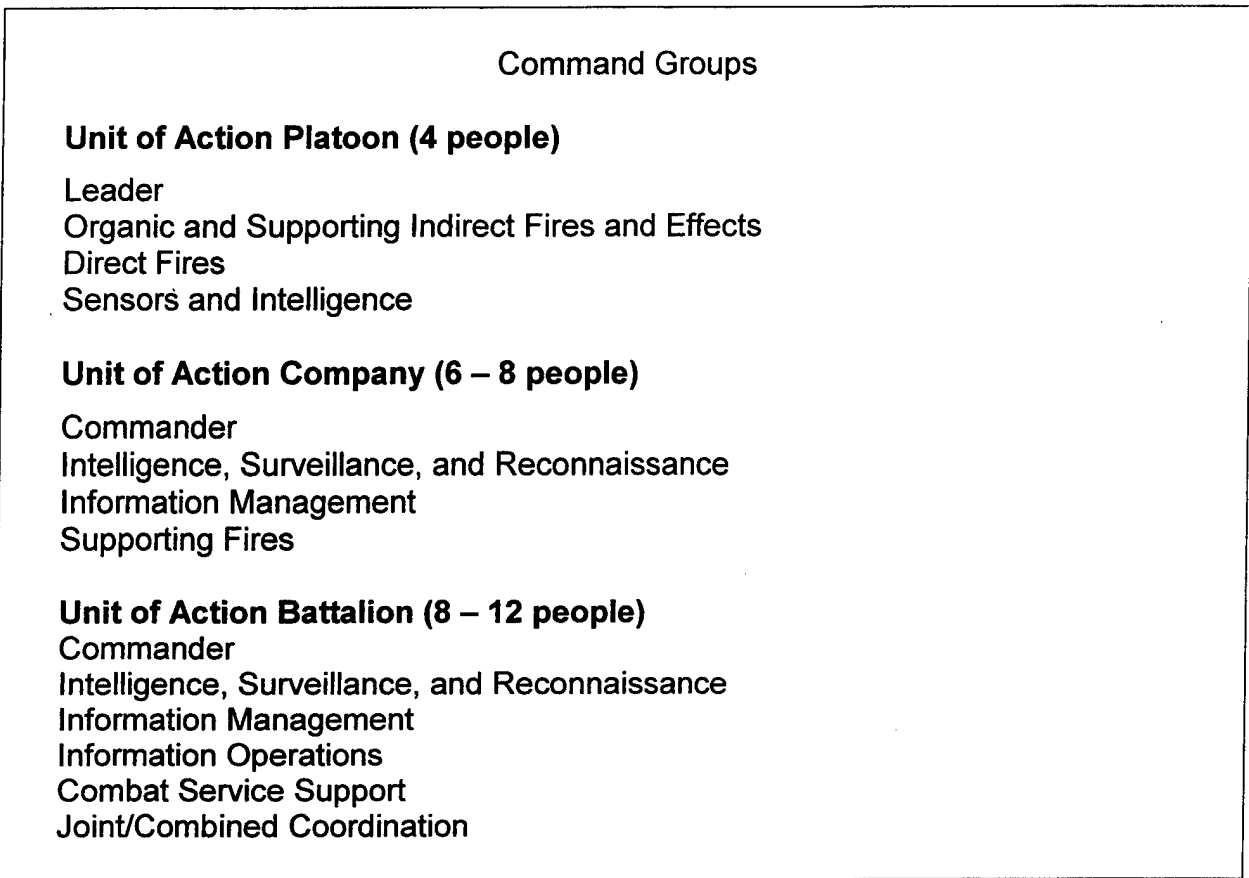 Command Groups
Unit of Action Platoon (4 people)
Leader
Organic and Supporting Indirect Fires and Effects
Direct Fires
Sensors and Intelligence
Unit of Action Company (6 – 8 people)
Commander
Intelligence, Surveillance, and Reconnaissance
Information Management
Supporting Fires
Unit of Action Battalion (8 – 12 people)
Commander
Intelligence, Surveillance, and Reconnaissance
Information Management
Information Operations
Combat Service Support
Joint/Combined Coordination